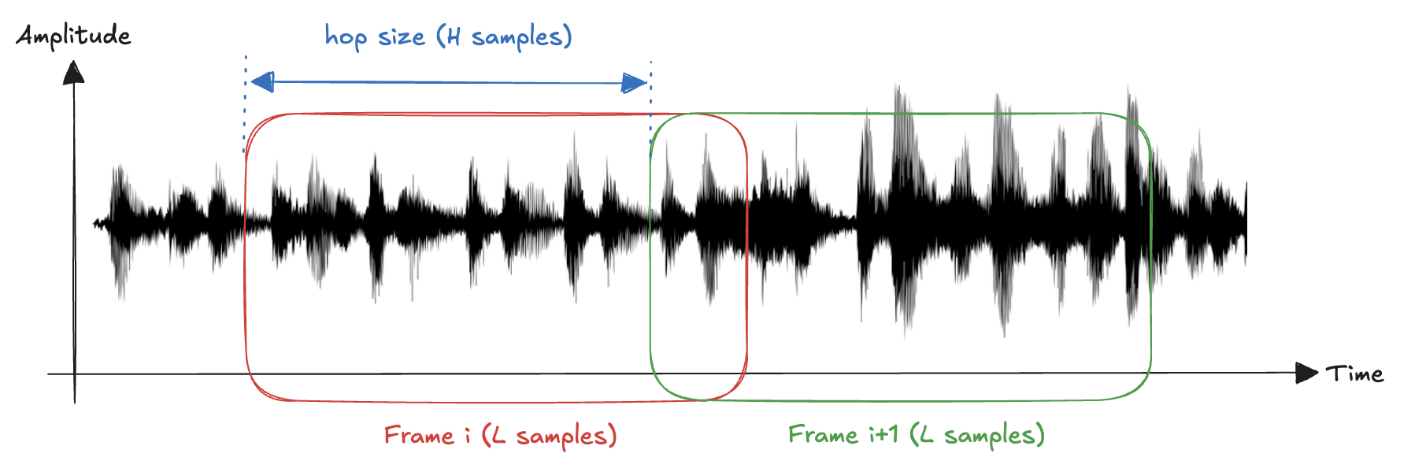 Amplitude
hop size (H samples)
Time
Frame i (L samples)
Frame i+1 (L samples)